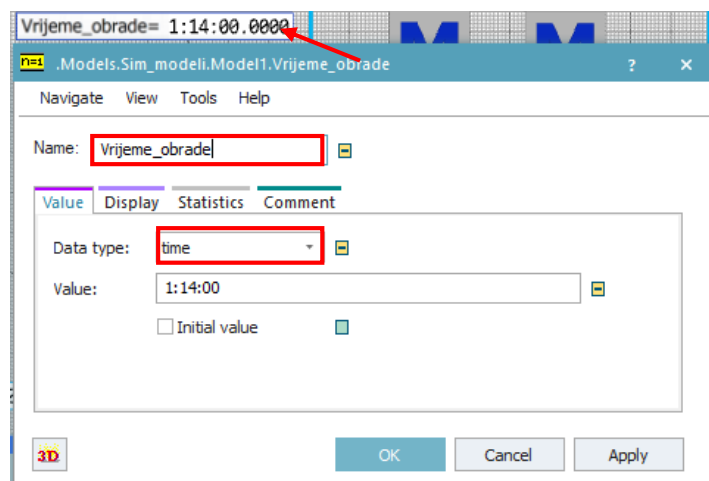 Vrijeme_obrade= 1:14:00.0000
n=1 .Models.Sim_modeli.Model1.Vrijeme_obrade ? ×
Navigate View Tools Help
Name: Vrijeme_obrade
Value Display Statistics Comment
Data type: time
Value: 1:14:00
Initial value
3D OK Cancel Apply